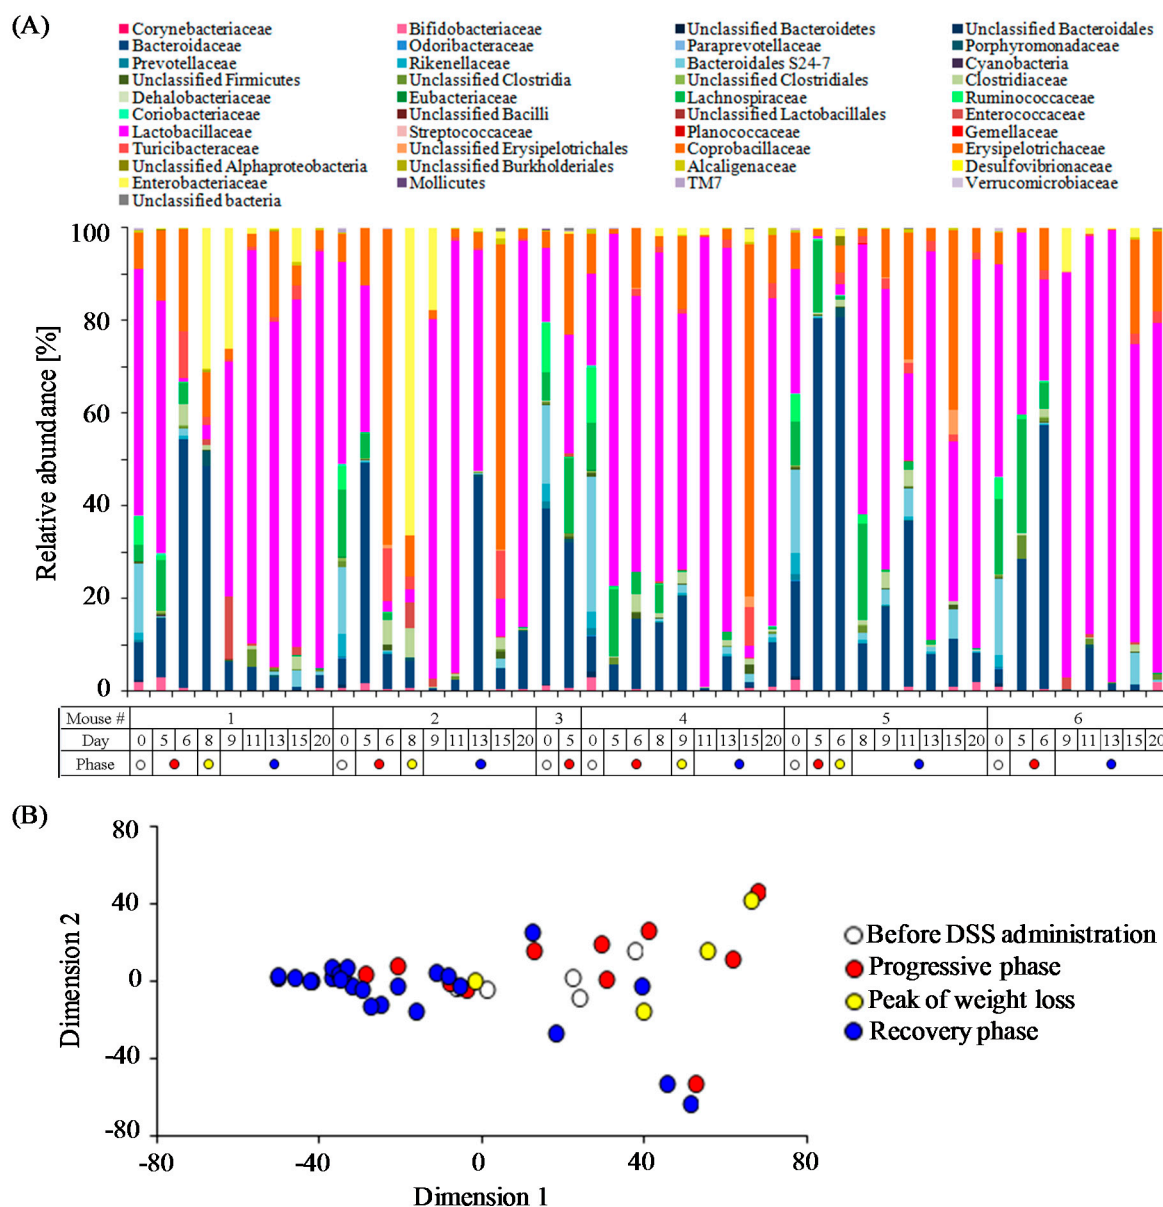 (A)
Corynebacteriaceae Bifidobacteriaceae Unclassified Bacteroidetes Unclassified Bacteroidales
Bacteroidaceae Odoribacteraceae Paraprevotellaceae Porphyromonadaceae
Prevotellaceae Rikenellaceae Bacteroidales S24-7 Cyanobacteria
Unclassified Firmicutes Unclassified Clostridia Unclassified Clostridiales Clostridiaceae
Dehalobacteriaceae Eubacteriaceae Lachnospiraceae Ruminococcaceae
Coriobacteriaceae Unclassified Bacilli Unclassified Lactobacillales Enterococcaceae
Lactobacillaceae Streptococcaceae Planococcaceae Gemellaceae
Turicibacteraceae Unclassified Erysipelotrichales Coprobacillaceae Erysipelotrichaceae
Unclassified Alphaproteobacteria Unclassified Burkholderiales Alcaligenaceae Desulfovibrionaceae
Enterobacteriaceae Mollicutes TM7 Verrucomicrobiaceae
Unclassified bacteria
Relative abundance [%]
100
80
60
40
20
0
Mouse # 1 2 3 4 5 6
Day 0 5 6 8 9 11 13 15 20 0 5 6 8 9 11 13 15 20 0 5 0 5 6 8 9 11 13 15 20 0 5 6 8 9 11 13 15 20 0 5 6 9 11 13 15 20
Phase
(B)
Dimension 2
80
40
0
-40
-80
-80 -40 0 40 80
Dimension 1
Before DSS administration
Progressive phase
Peak of weight loss
Recovery phase